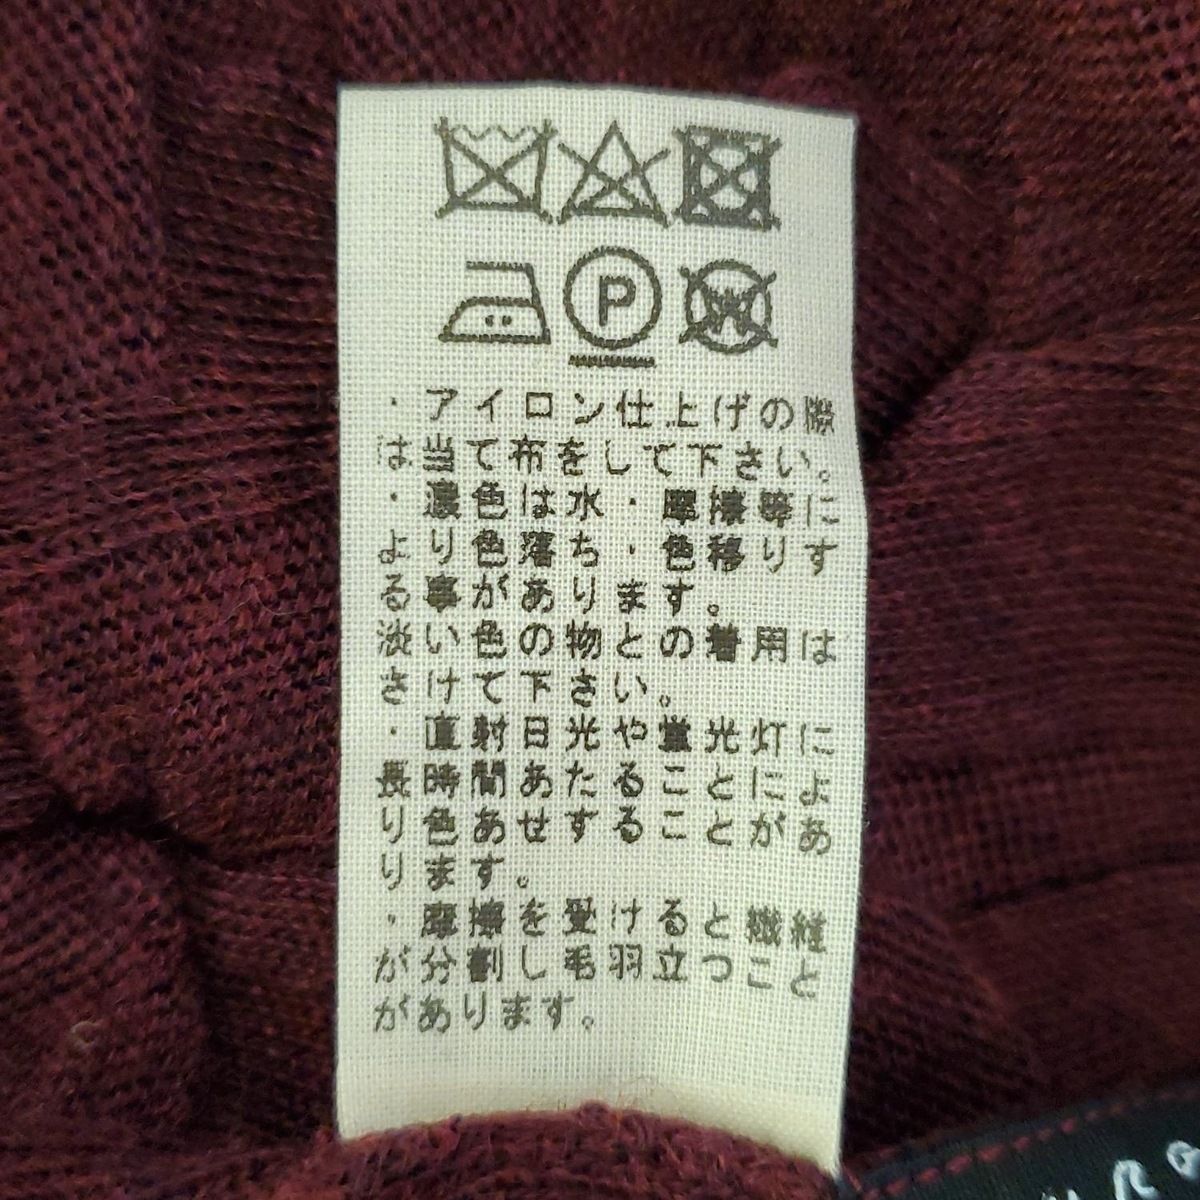 P
W
・アイロン仕上げの際
は当て布をして下さい。
・濃色は水・摩擦等に
より色落ち・色移りす
る事があります。
淡い色の物との着用は
さけて下さい。
・直射日光や蛍光灯に
長時間あたることによ
り色あせすることがあ
ります。
・摩擦を受けると繊維
が分割し毛羽立つこと
があります。